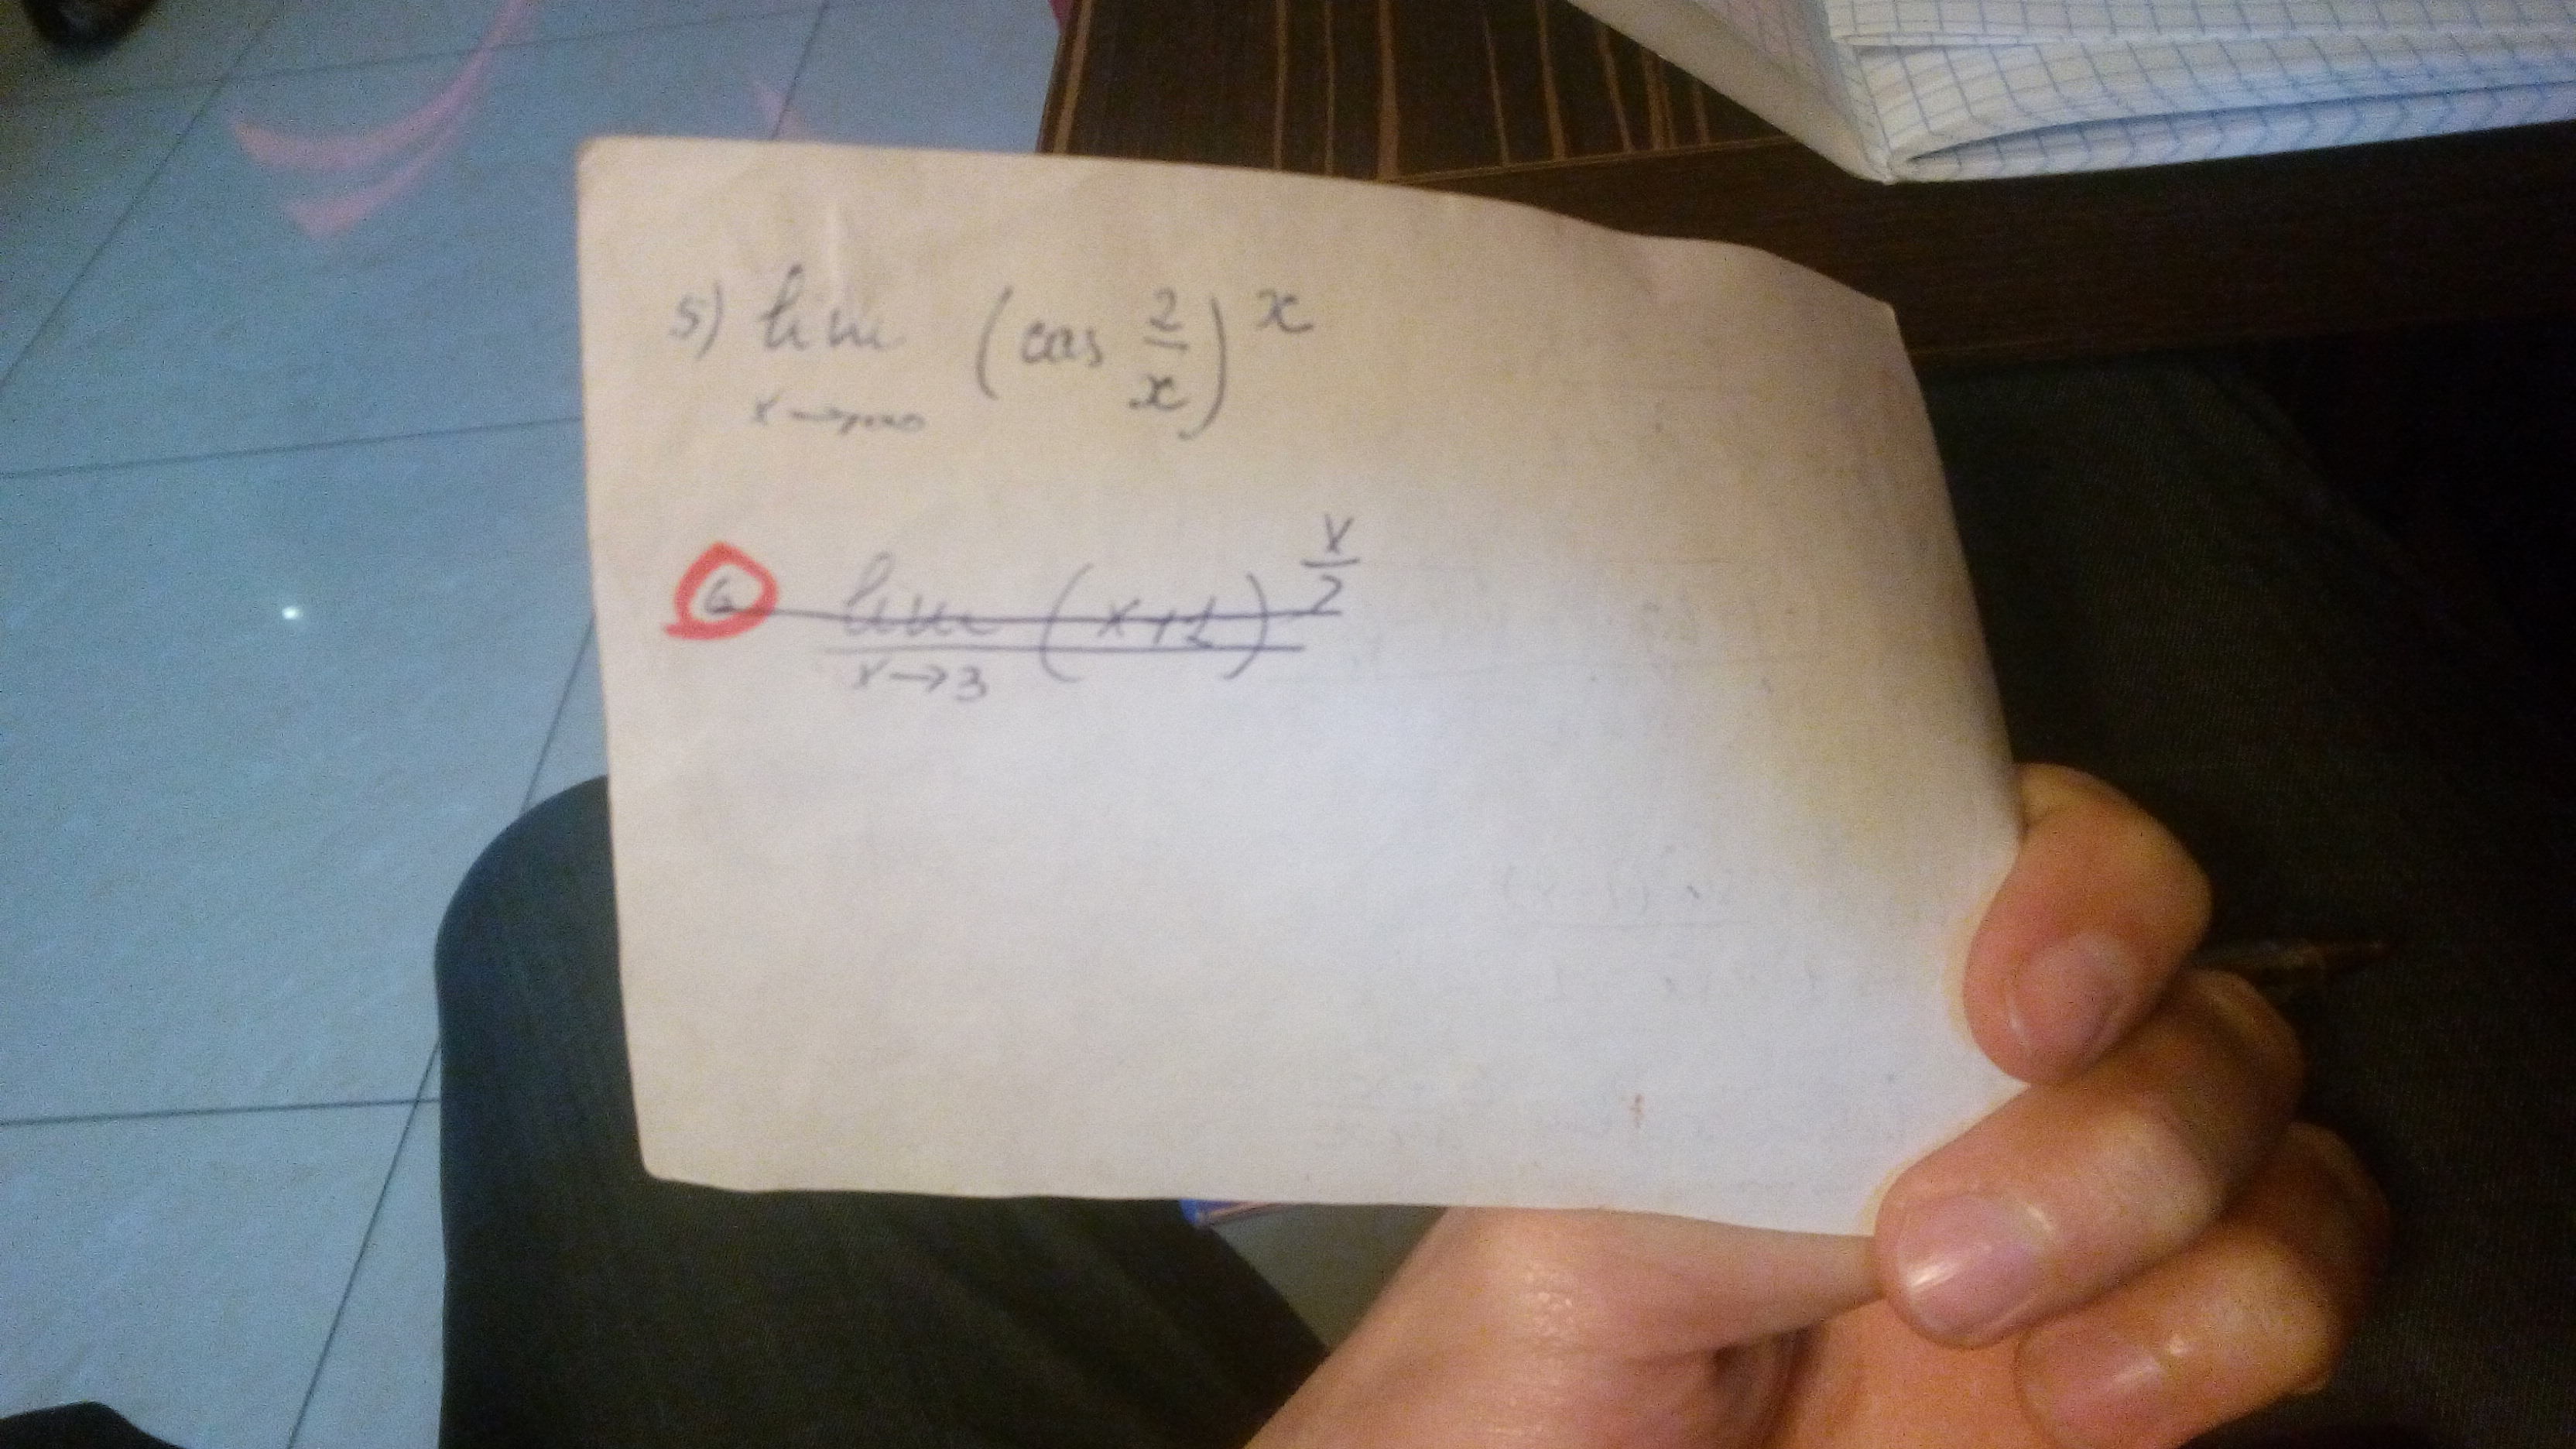 5) lim (cos 2/x)^x
x→∞
6 lim (x+1)^x/2
x→3